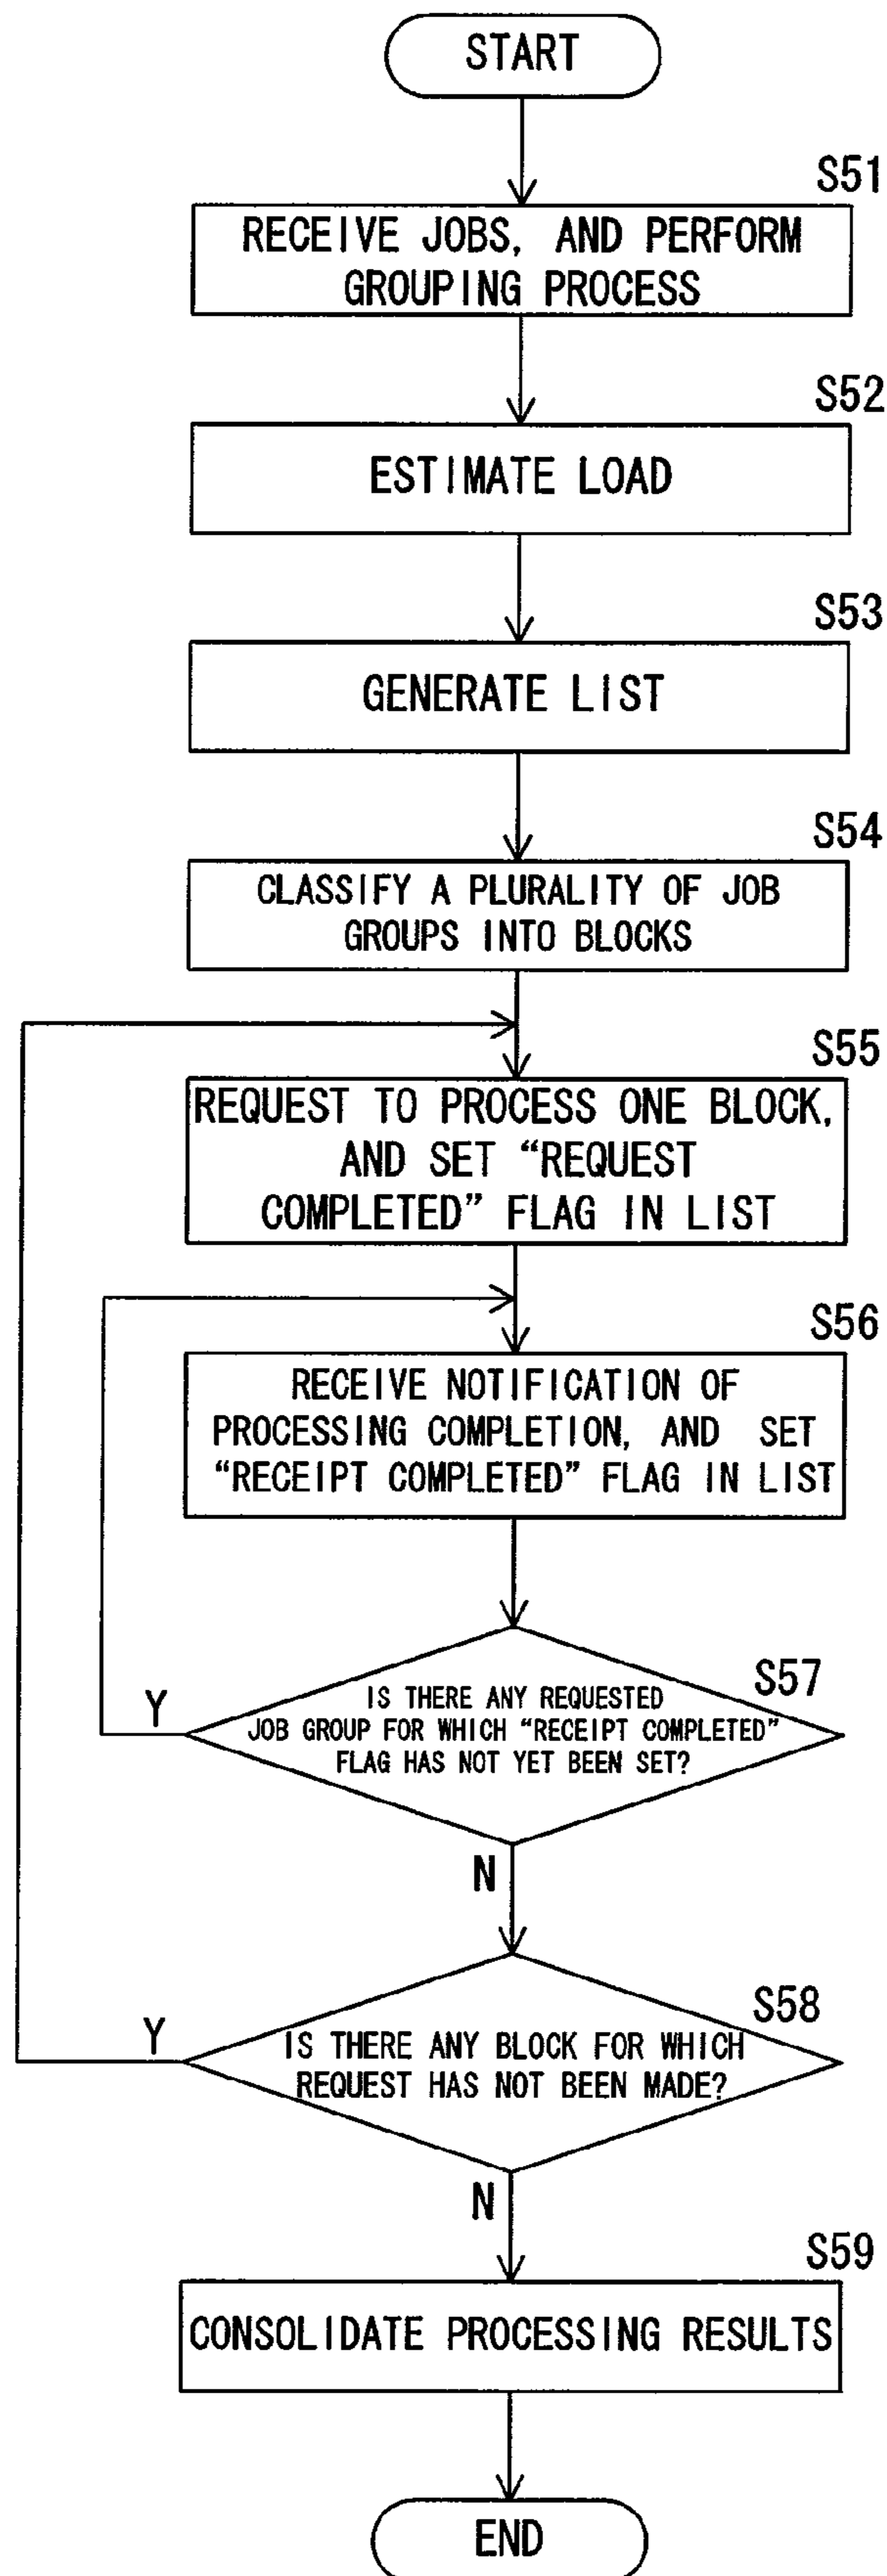 START
S51
RECEIVE JOBS, AND PERFORM
GROUPING PROCESS
S52
ESTIMATE LOAD
S53
GENERATE LIST
S54
CLASSIFY A PLURALITY OF JOB
GROUPS INTO BLOCKS
S55
REQUEST TO PROCESS ONE BLOCK,
AND SET “REQUEST
COMPLETED” FLAG IN LIST
S56
RECEIVE NOTIFICATION OF
PROCESSING COMPLETION, AND SET
“RECEIPT COMPLETED” FLAG IN LIST
S57
Y
IS THERE ANY REQUESTED
JOB GROUP FOR WHICH “RECEIPT COMPLETED”
FLAG HAS NOT YET BEEN SET?
N
S58
Y
IS THERE ANY BLOCK FOR WHICH
REQUEST HAS NOT BEEN MADE?
N
S59
CONSOLIDATE PROCESSING RESULTS
END